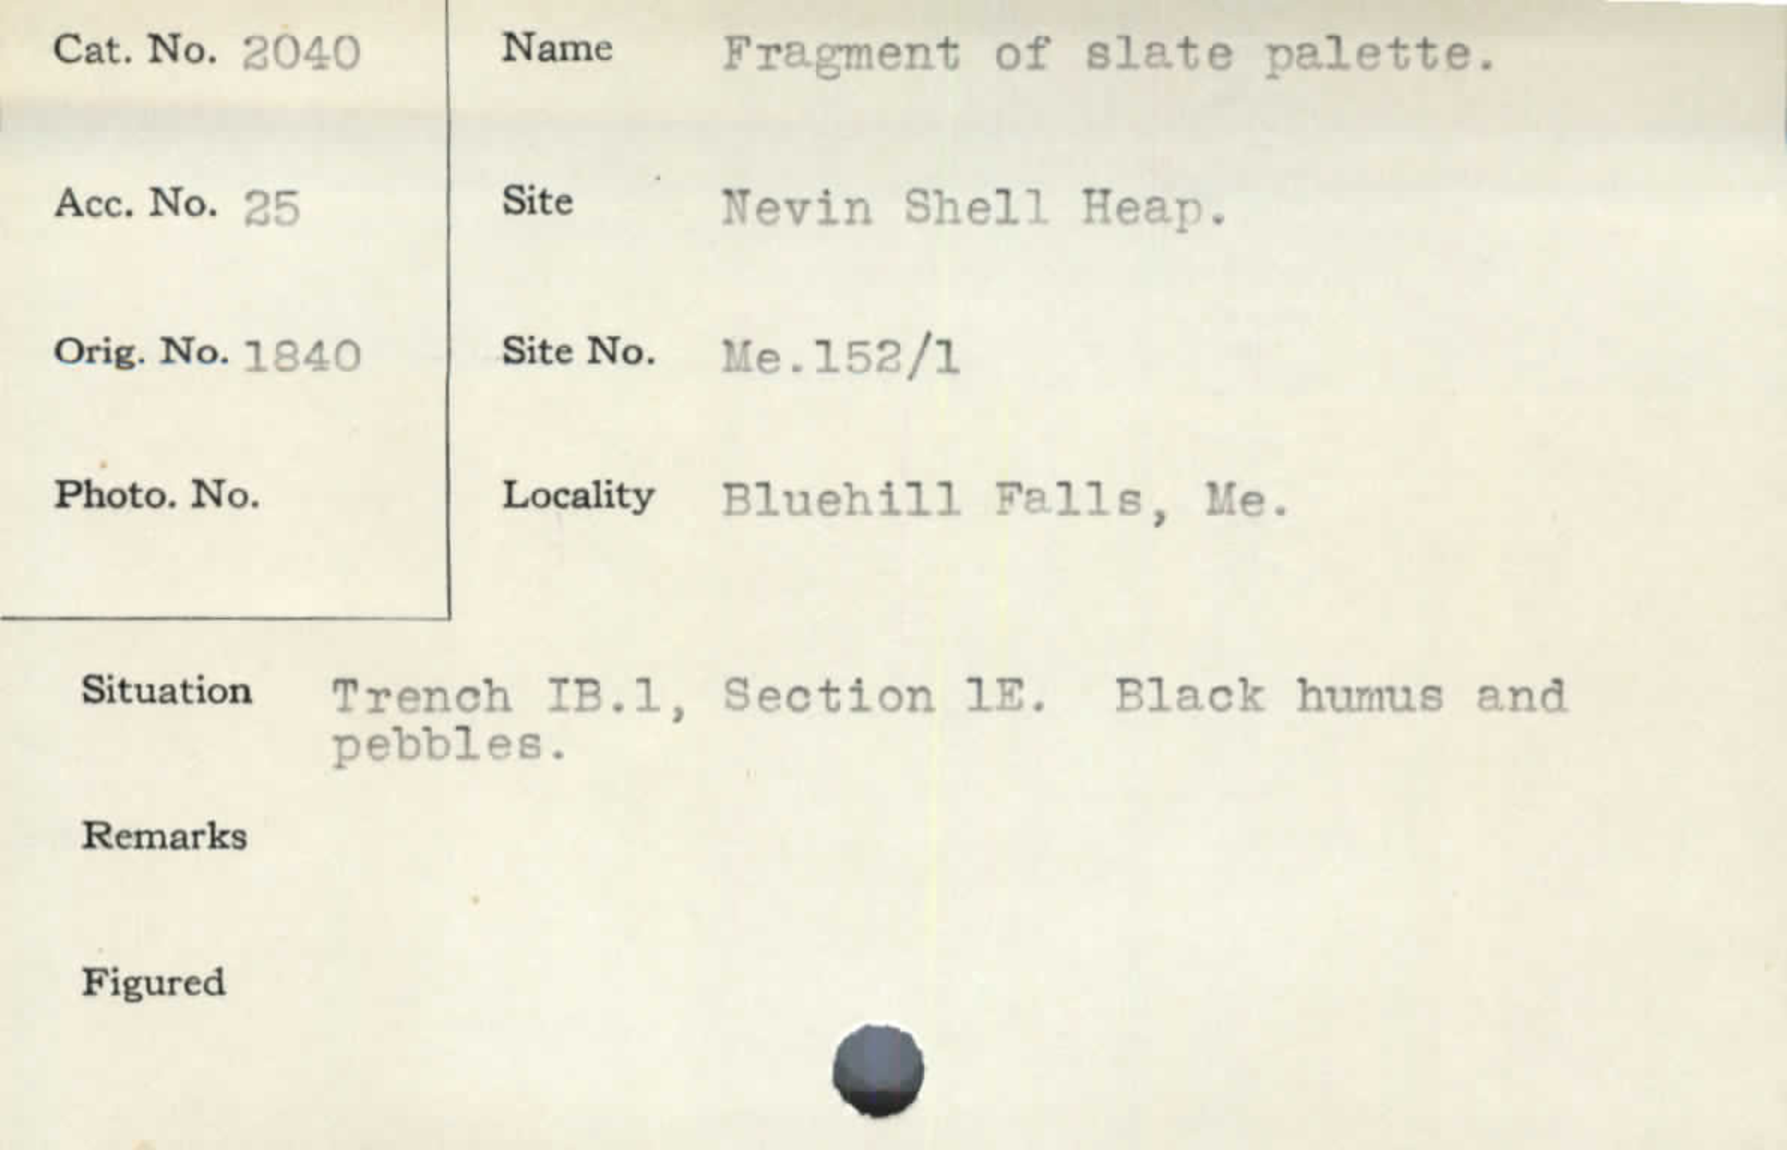 Cat. No. 2040
Name Fragment of slate palette.
Acc. No. 25
Site Nevin Shell Heap.
Orig. No. 1840
Site No. Me.152/1
Photo. No.
Locality Bluehill Falls, Me.
Situation Trench IB.1, Section 1E. Black humus and
pebbles.
Remarks
Figured